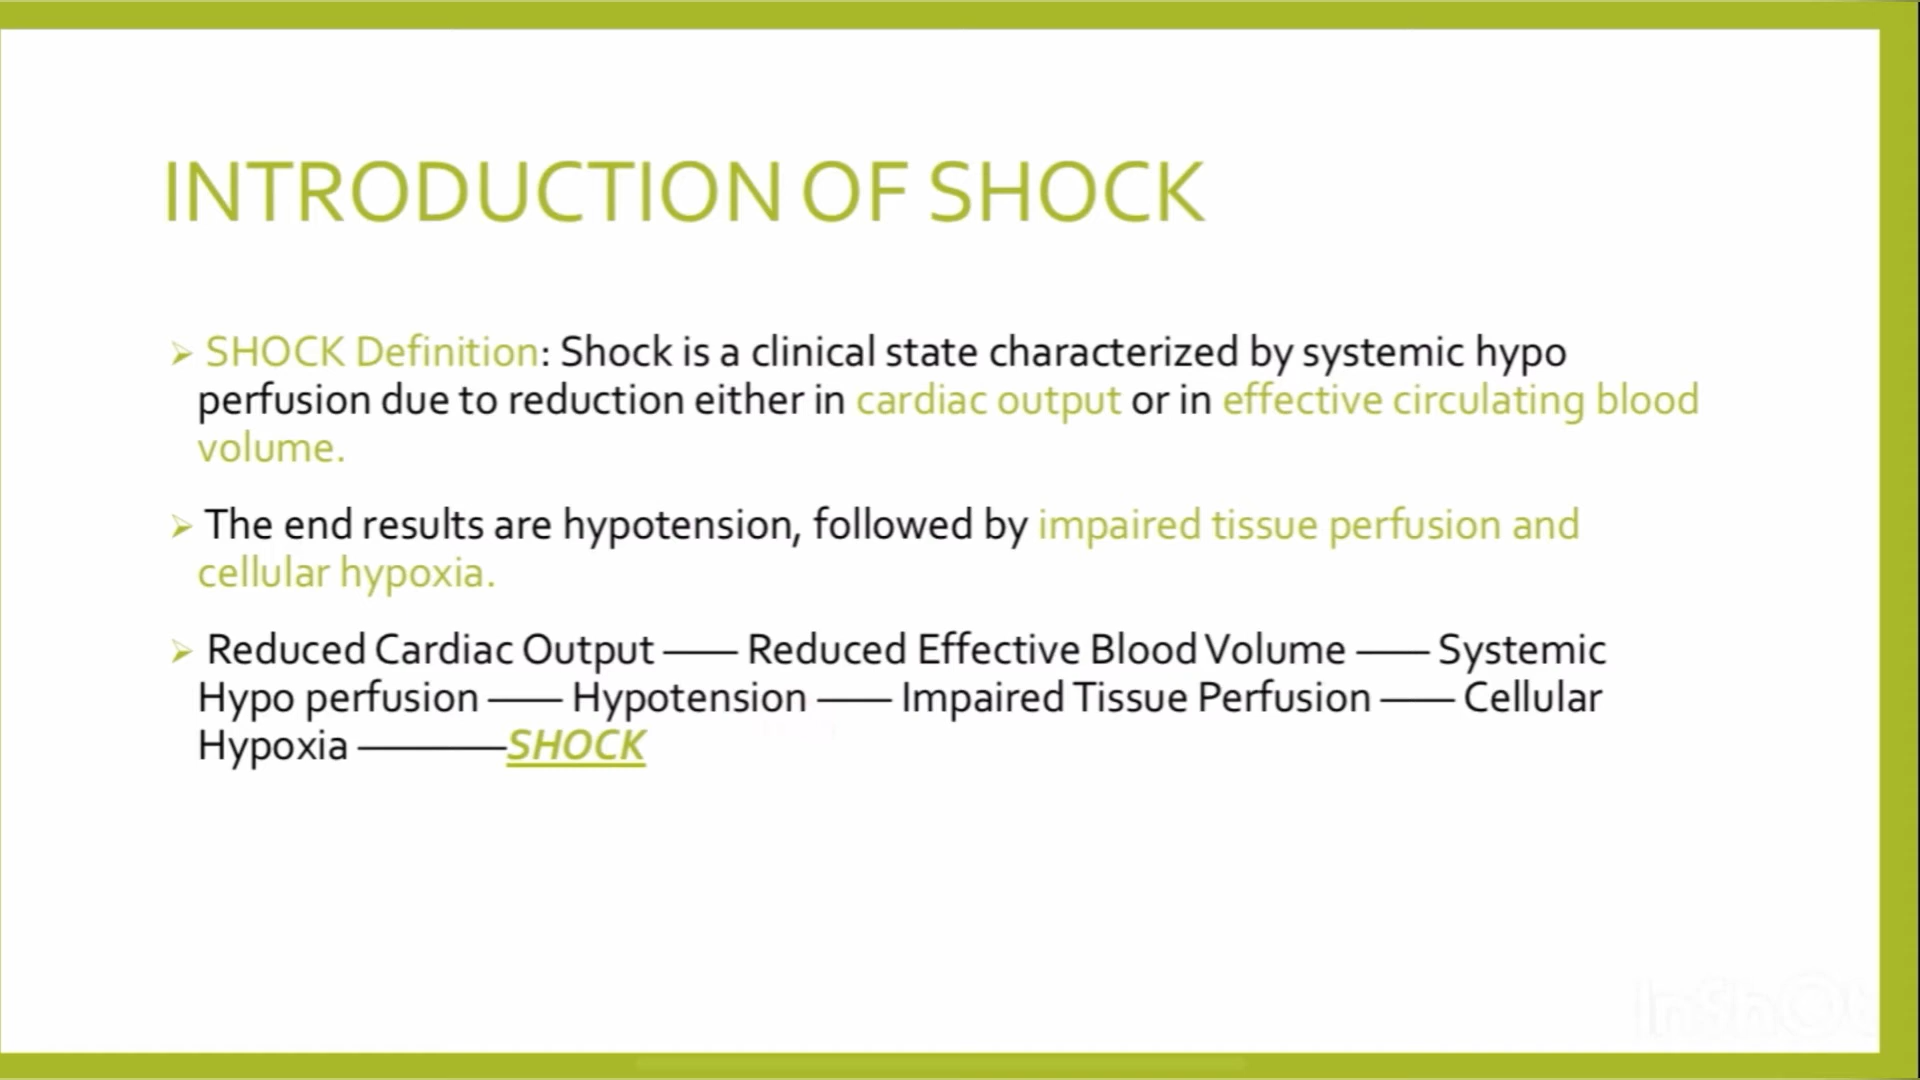 INTRODUCTION OF SHOCK
➢ SHOCK Definition: Shock is a clinical state characterized by systemic hypo
perfusion due to reduction either in cardiac output or in effective circulating blood
volume.
➢ The end results are hypotension, followed by impaired tissue perfusion and
cellular hypoxia.
➢ Reduced Cardiac Output —— Reduced Effective Blood Volume —— Systemic
Hypo perfusion —— Hypotension —— Impaired Tissue Perfusion —— Cellular
Hypoxia ————SHOCK
InShOt